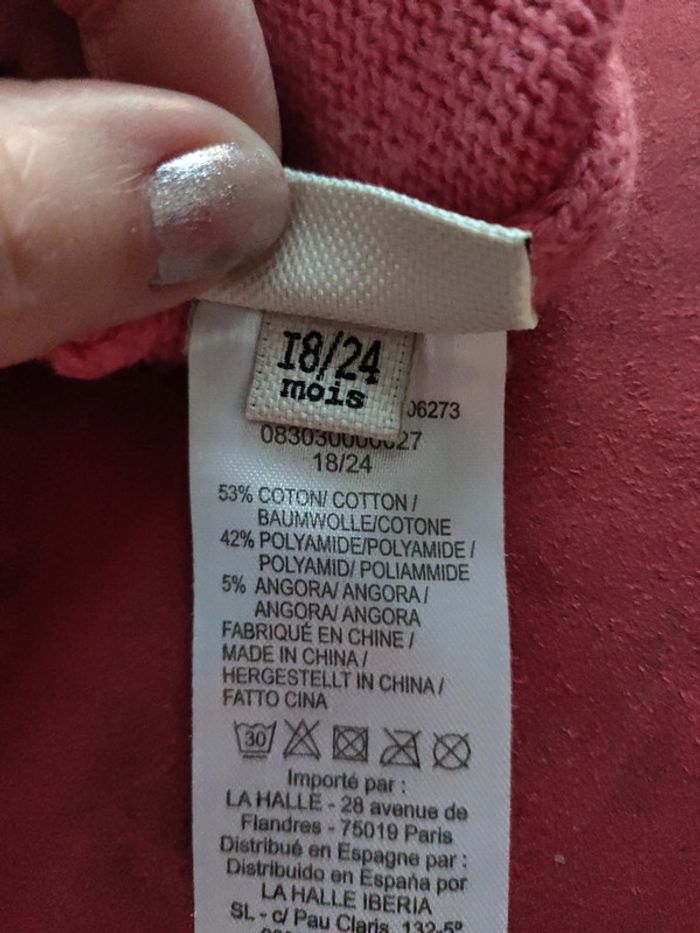 18/24
mois
06273
083030000027
18/24
53% COTON/ COTTON /
BAUMWOLLE/COTONE
42% POLYAMIDE/POLYAMIDE /
POLYAMID/ POLIAMMIDE
5% ANGORA/ ANGORA /
ANGORA/ ANGORA
FABRIQUÉ EN CHINE /
MADE IN CHINA /
HERGESTELLT IN CHINA /
FATTO CINA
30
Importé par :
LA HALLE - 28 avenue de
Flandres - 75019 Paris
Distribué en Espagne par :
Distribuido en España por
LA HALLE IBERIA
SL - c/ Pau Claris, 132-5º